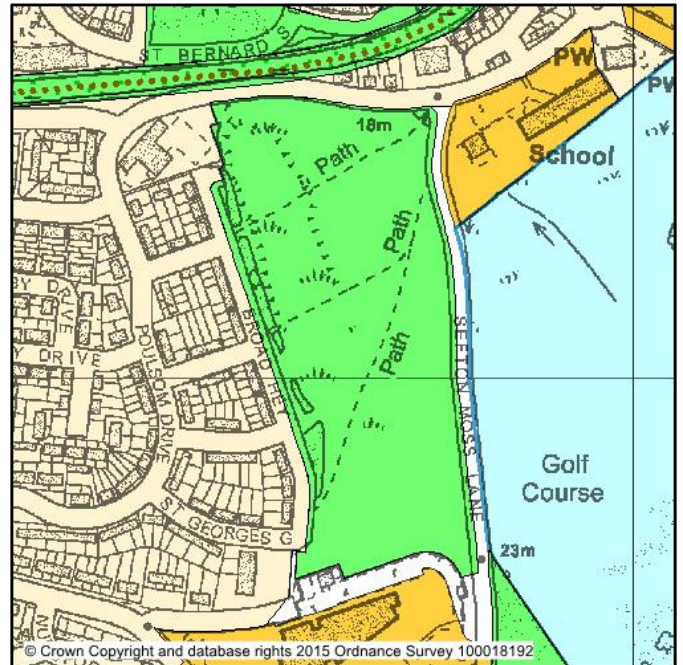 ST BERNARD S
PW
PW
18m
School
Path
Path
Path
BY DRIVE
Y DRIVE
POULSOM DRIVE
SEFTON MOSS LANE
Golf
Course
ST GEORGES G
23m
© Crown Copyright and database rights 2015 Ordnance Survey 100018192